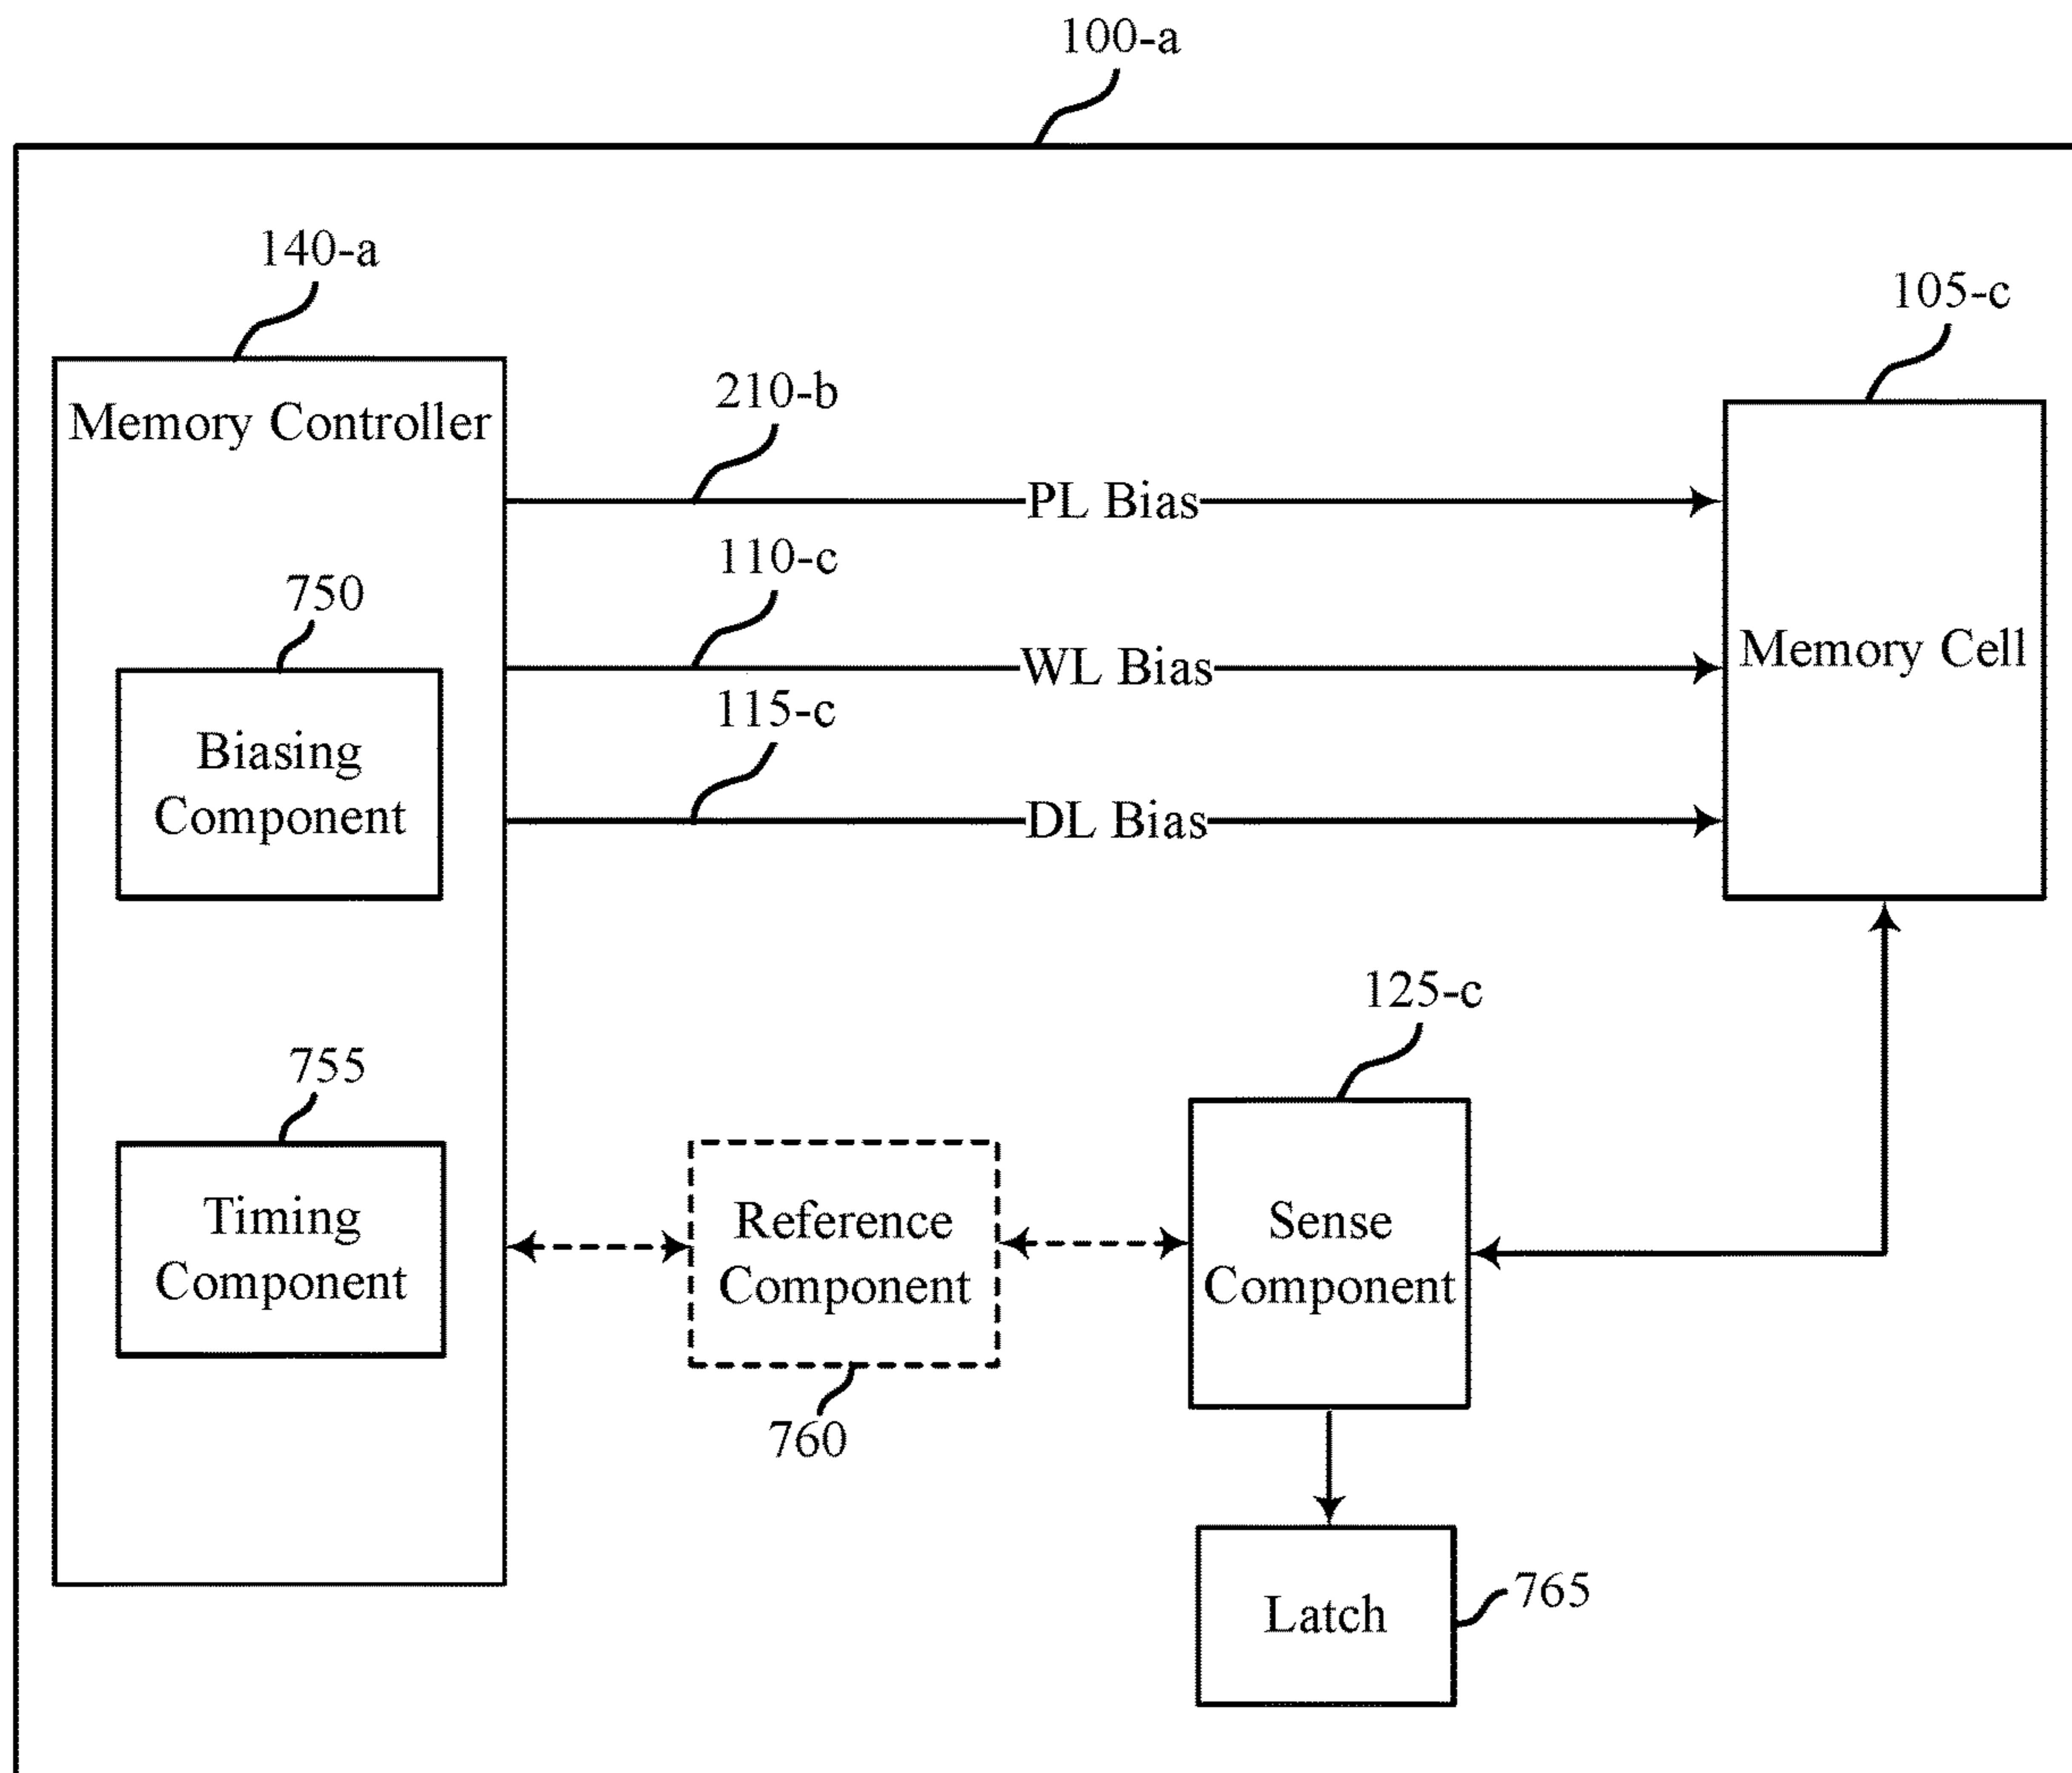 100-a
140-a
105-c
Memory Controller
210-b
PL Bias
110-c
WL Bias
Memory Cell
750
Biasing
Component
115-c
DL Bias
125-c
755
Timing
Component
Reference
Component
760
Sense
Component
Latch
765